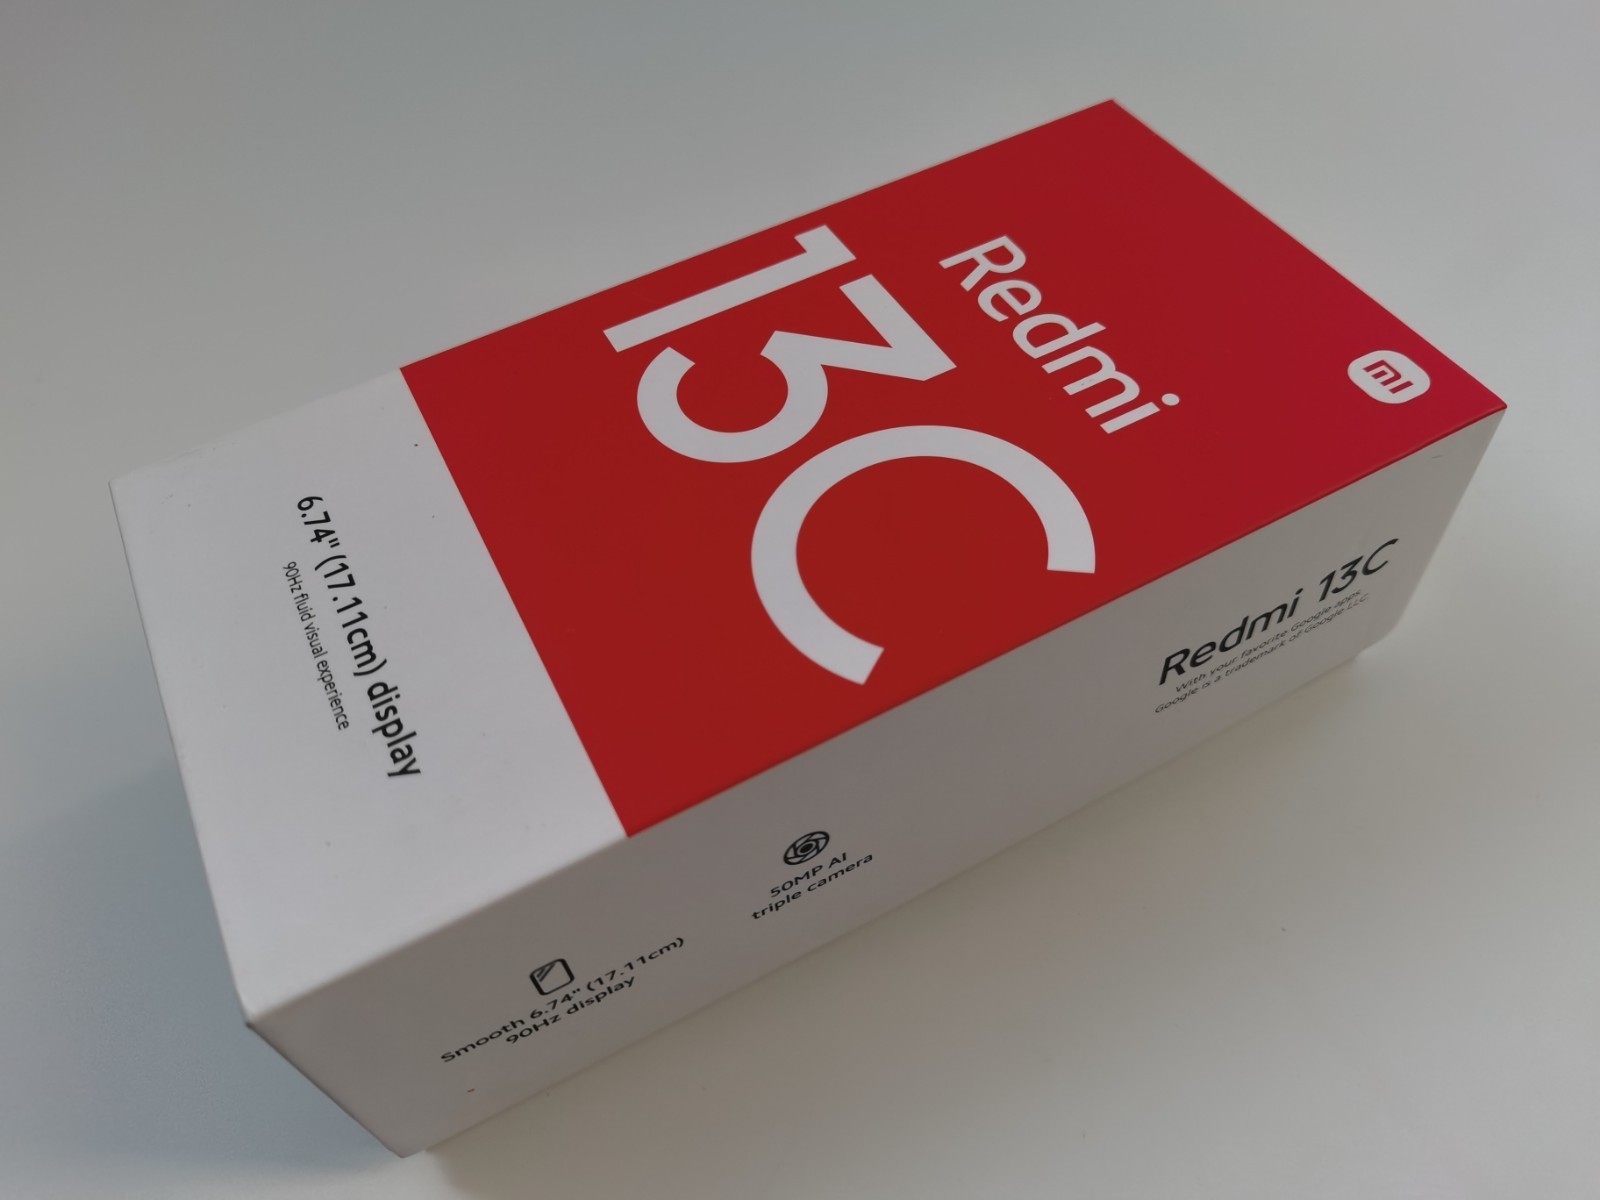 Redmi
13C
mi
6.74" (17.11cm) display
90Hz fluid visual experience
Redmi 13C
With your favorite Google apps
Google is a trademark of Google LLC.
50MP AI
triple camera
Smooth 6.74" (17.11cm)
90Hz display